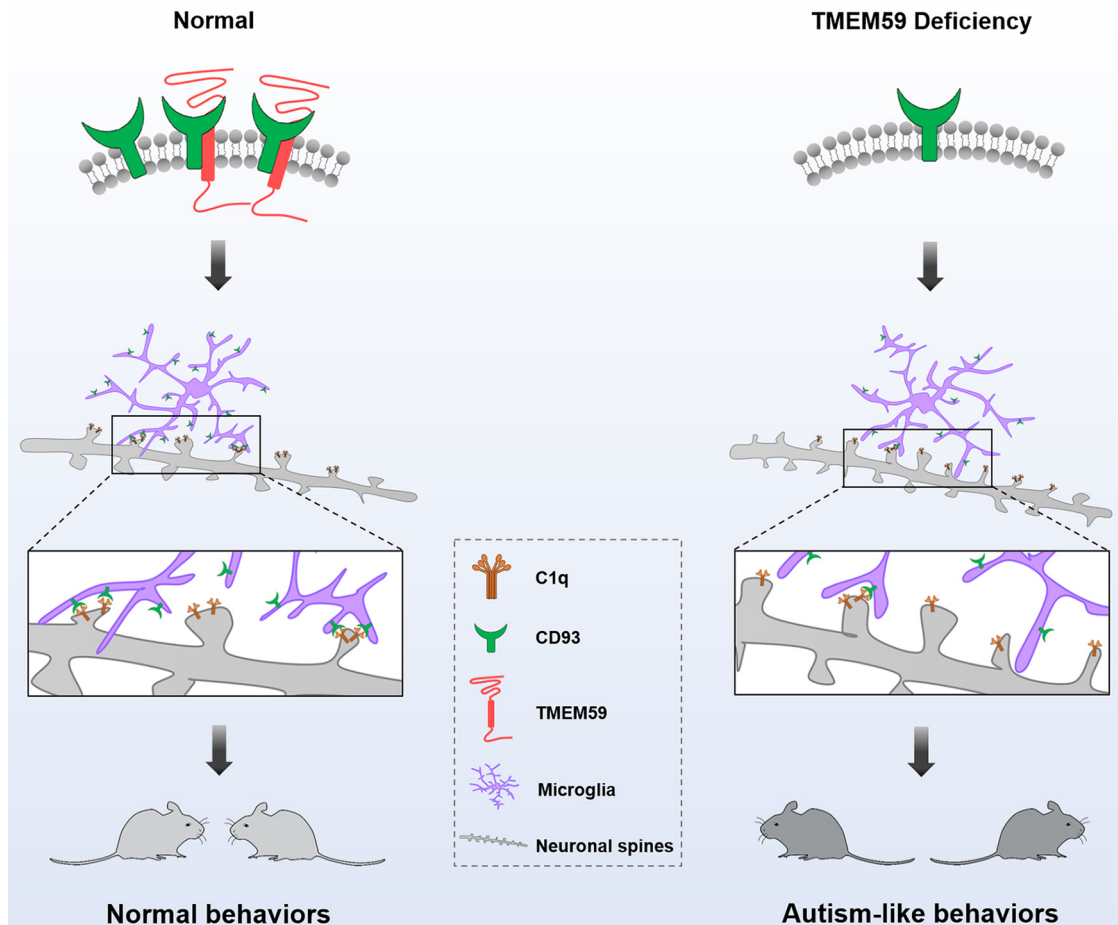 Normal
TMEM59 Deficiency
C1q
CD93
TMEM59
Microglia
Neuronal spines
Normal behaviors
Autism-like behaviors